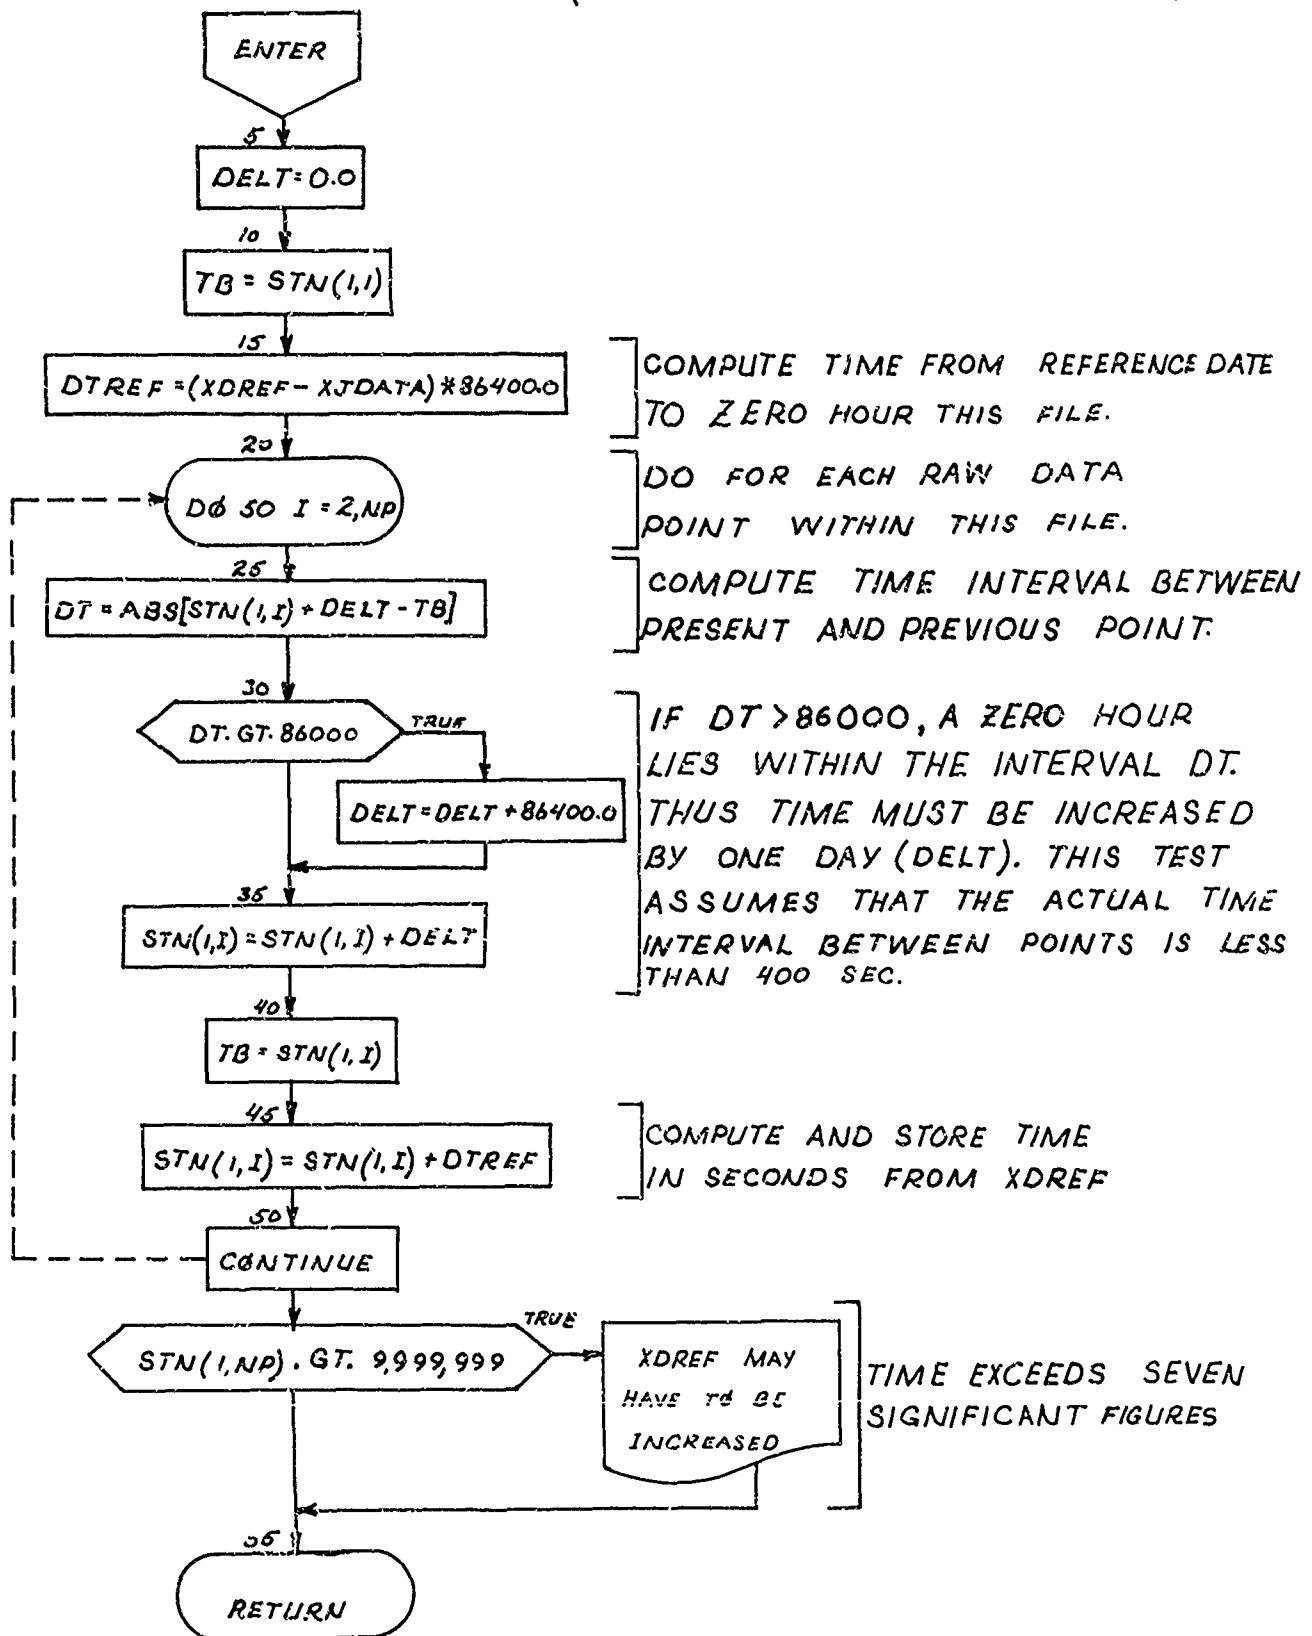 ENTER
5
DELT=0.0
10
TB = STN(1,1)
15
DTREF =(XDREF- XJDATA)*86400.0
COMPUTE TIME FROM REFERENCE DATE
TO ZERO HOUR THIS FILE.
20
DØ 50 I = 2,NP
DO FOR EACH RAW DATA
POINT WITHIN THIS FILE.
25
DT = ABS[STN(1,I) + DELT - TB]
COMPUTE TIME INTERVAL BETWEEN
PRESENT AND PREVIOUS POINT.
30
DT. GT. 86000
TRUE
DELT=DELT +86400.0
IF DT > 86000, A ZERO HOUR
LIES WITHIN THE INTERVAL DT.
THUS TIME MUST BE INCREASED
BY ONE DAY (DELT). THIS TEST
ASSUMES THAT THE ACTUAL TIME
INTERVAL BETWEEN POINTS IS LESS
THAN 400 SEC.
35
STN(1,I) = STN(1,I) + DELT
40
TB = STN(1,I)
45
STN(1,I) = STN(1,I) + DTREF
COMPUTE AND STORE TIME
IN SECONDS FROM XDREF
50
CØNTINUE
STN(1,NP) . GT. 9,999,999
TRUE
XDREF MAY
HAVE TØ BE
INCREASED
TIME EXCEEDS SEVEN
SIGNIFICANT FIGURES
55
RETURN